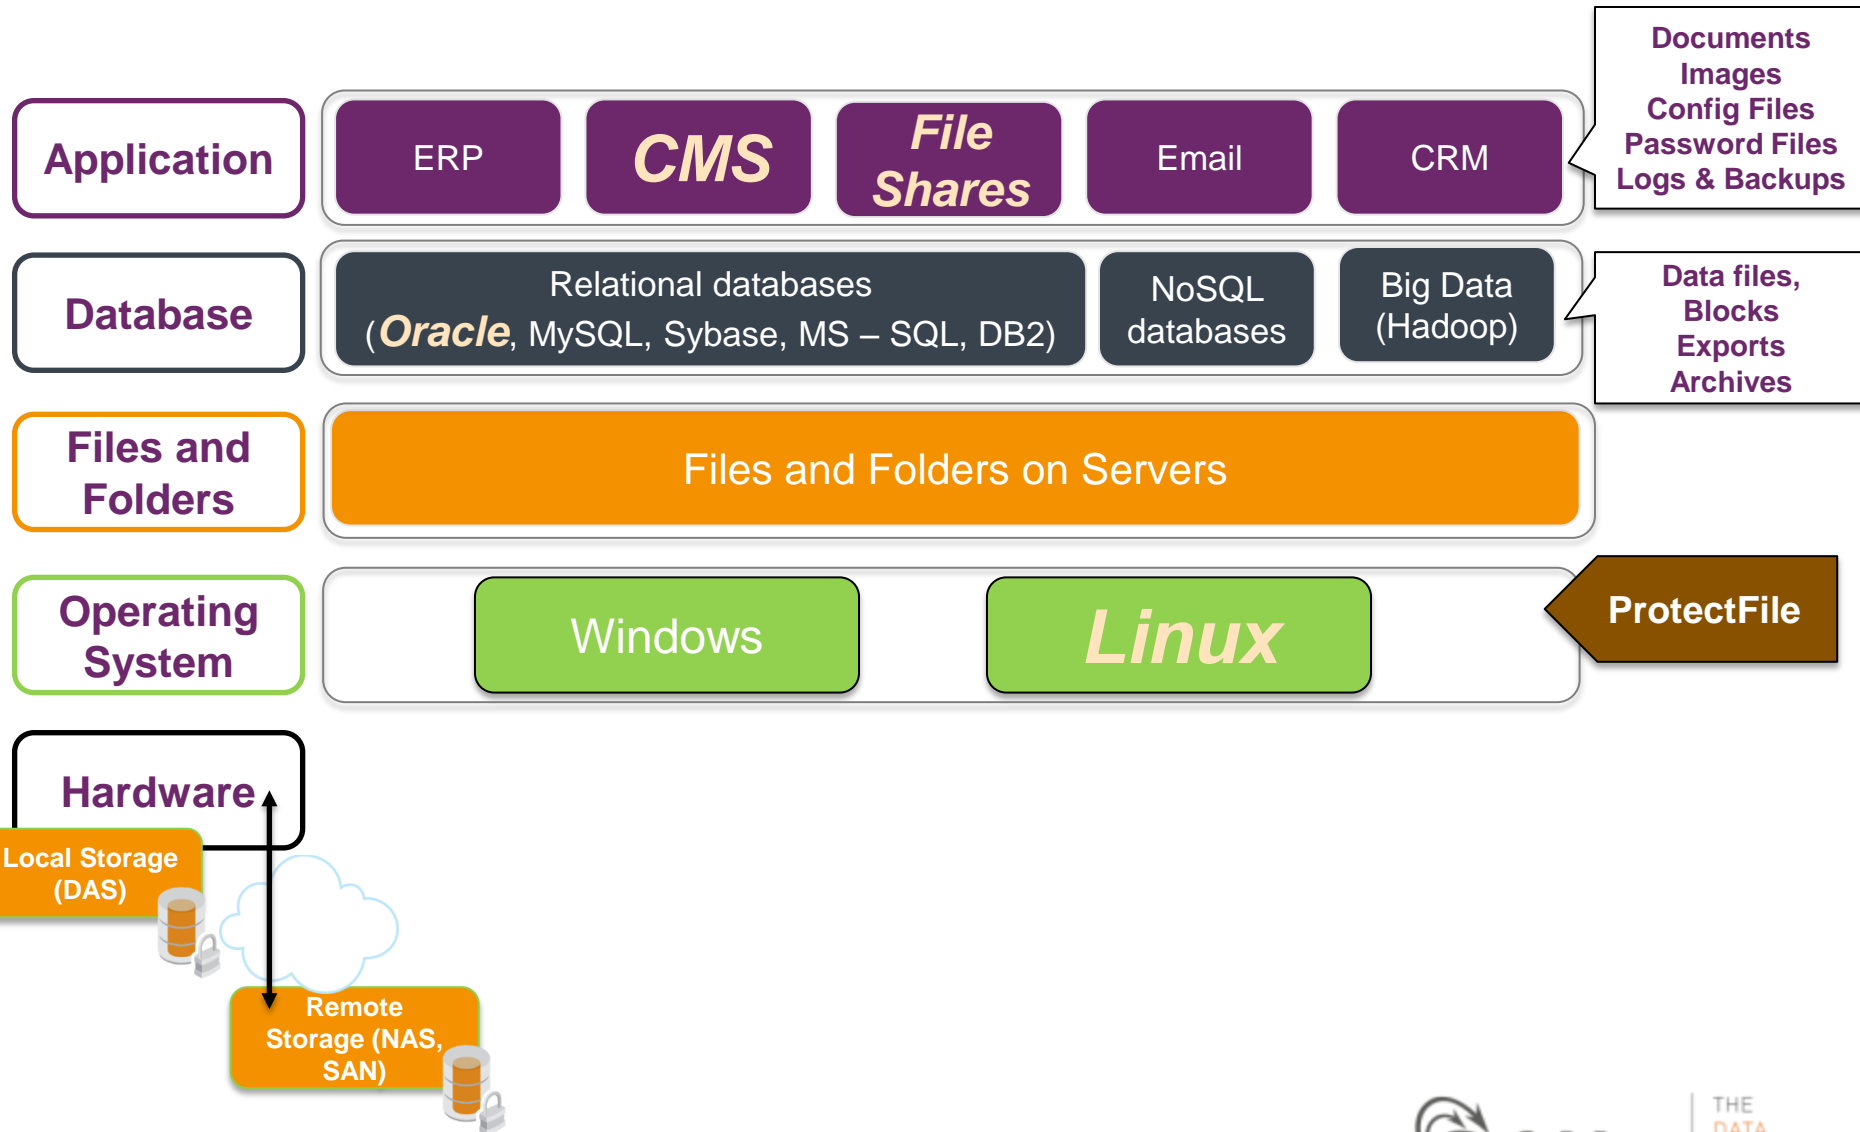 Documents
Images
Config Files
Password Files
Logs & Backups
Application
ERP
CMS
File
Shares
Email
CRM
Database
Relational databases
(Oracle, MySQL, Sybase, MS – SQL, DB2)
NoSQL
databases
Big Data
(Hadoop)
Data files,
Blocks
Exports
Archives
Files and
Folders
Files and Folders on Servers
Operating
System
Windows
Linux
ProtectFile
Hardware
Local Storage
(DAS)
Remote
Storage (NAS,
SAN)
THE
DATA